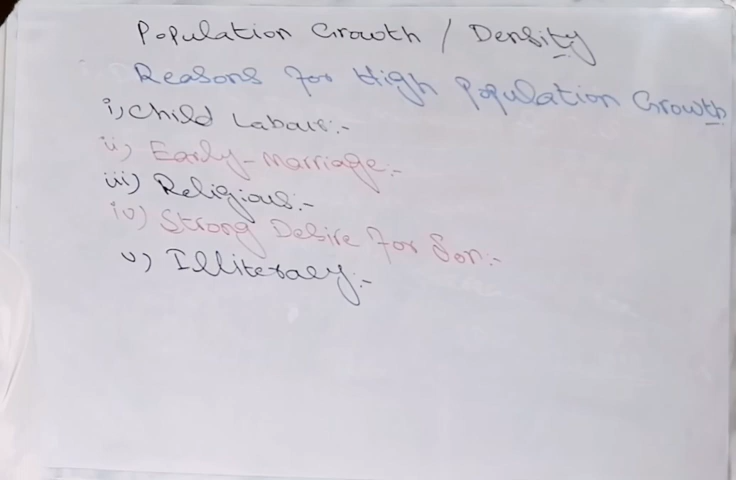 Population Growth / Density
Reasons for High Population Growth
i) Child Labour:-
ii) Early-Marriage:-
iii) Religious:-
iv) Strong Desire for Son:-
v) Illiteracy:-